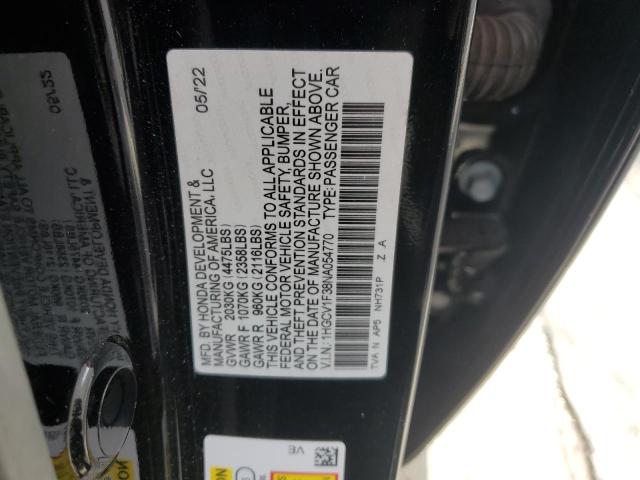 MFD. BY HONDA DEVELOPMENT & 05/22
MANUFACTURING OF AMERICA, LLC
GVWR 2030KG (4475LBS)
GAWR F 1070KG (2358LBS)
GAWR R 960KG (2116LBS)
THIS VEHICLE CONFORMS TO ALL APPLICABLE
FEDERAL MOTOR VEHICLE SAFETY, BUMPER,
AND THEFT PREVENTION STANDARDS IN EFFECT
ON THE DATE OF MANUFACTURE SHOWN ABOVE.
V.I.N.: 1HGCV1F38NA054770 TYPE: PASSENGER CAR
TVA N AP5 NH731P Z A
VE